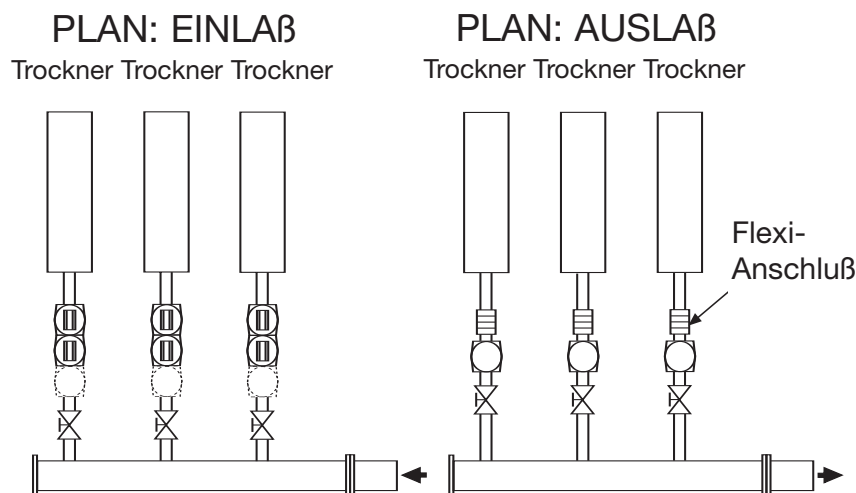 PLAN: EINLAß
Trockner Trockner Trockner
PLAN: AUSLAß
Trockner Trockner Trockner
Flexi-
Anschluß